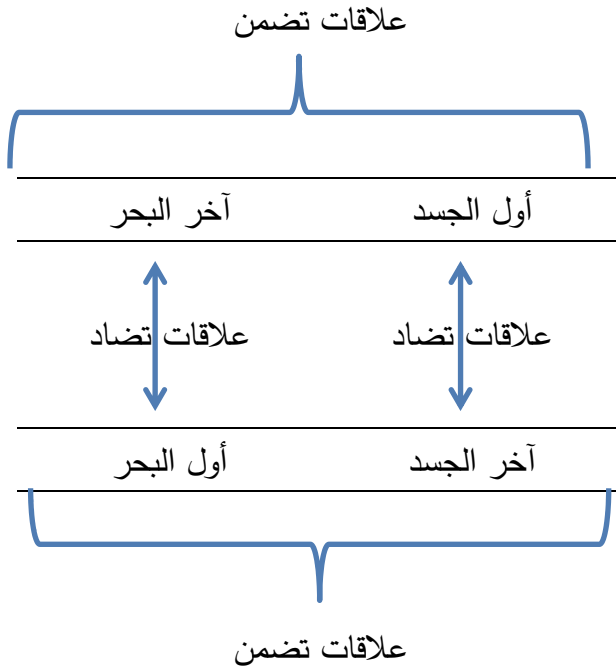 علاقات تضمن
أول الجسد آخر البحر
علاقات تضاد علاقات تضاد
آخر الجسد أول البحر
علاقات تضمن